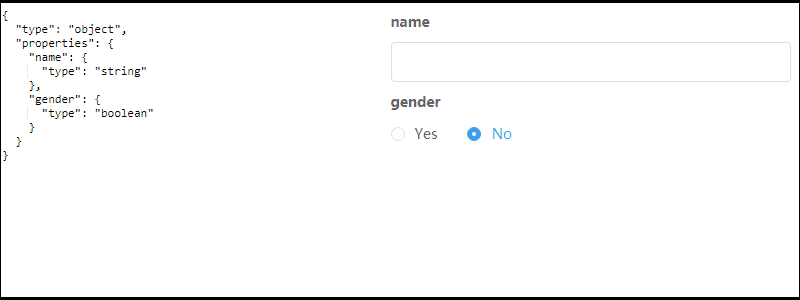 {
  "type": "object",
  "properties": {
    "name": {
      "type": "string"
    },
    "gender": {
      "type": "boolean"
    }
  }
}
name
gender
Yes No